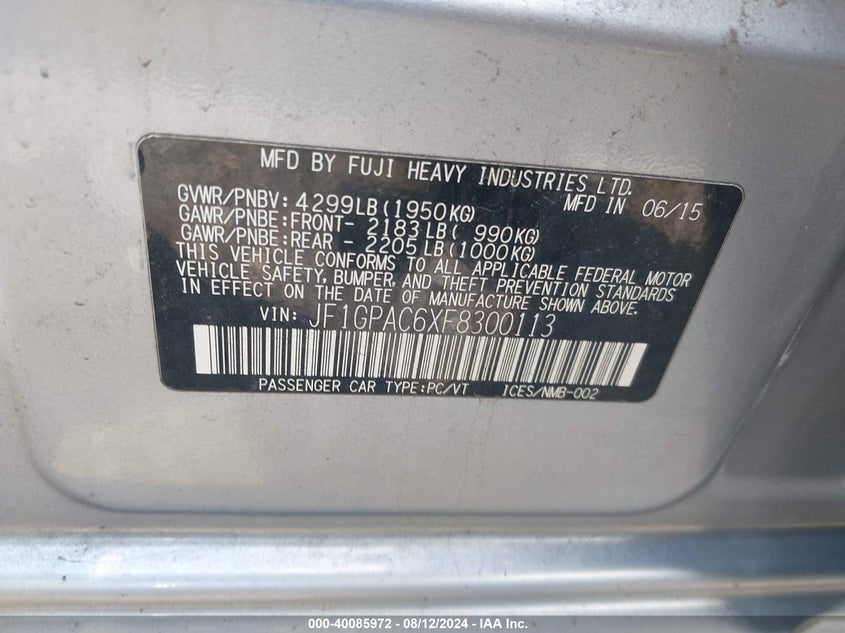 MFD BY FUJI HEAVY INDUSTRIES LTD.
GVWR/PNBV: 4299LB(1950KG) MFD IN 06/15
GAWR/PNBE:FRONT- 2183LB( 990KG)
GAWR/PNBE:REAR - 2205LB(1000KG)
THIS VEHICLE CONFORMS TO ALL APPLICABLE FEDERAL MOTOR
VEHICLE SAFETY, BUMPER, AND THEFT PREVENTION STANDARDS
IN EFFECT ON THE DATE OF MANUFACTURE SHOWN ABOVE.
VIN: JF1GPAC6XF8300113
PASSENGER CAR TYPE:PC/VT ICES/NMB-002
000-40085972 / 08/12/2024 - IAA Inc.